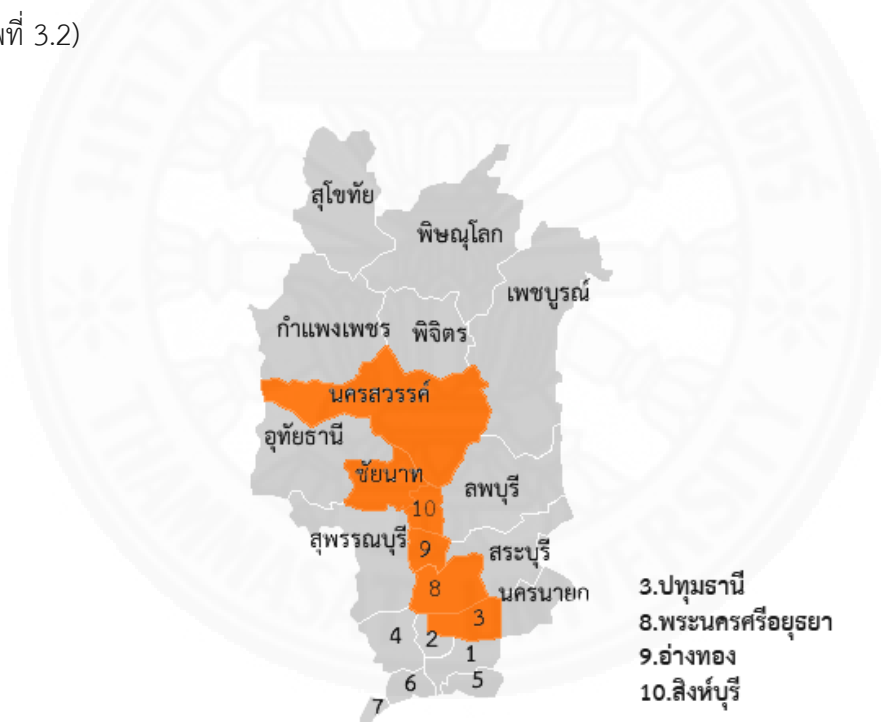 พที่ 3.2)
สุโขทัย
พิษณุโลก
เพชบูรณ์
กำแพงเพชร พิจิตร
นครสวรรค์
อุทัยธานี
ชัยนาท
ลพบุรี
10
สุพรรณบุรี
9
สระบุรี
8
นครนายก
3
4
2
1
6
5
7
3.ปทุมธานี
8.พระนครศรีอยุธยา
9.อ่างทอง
10.สิงห์บุรี